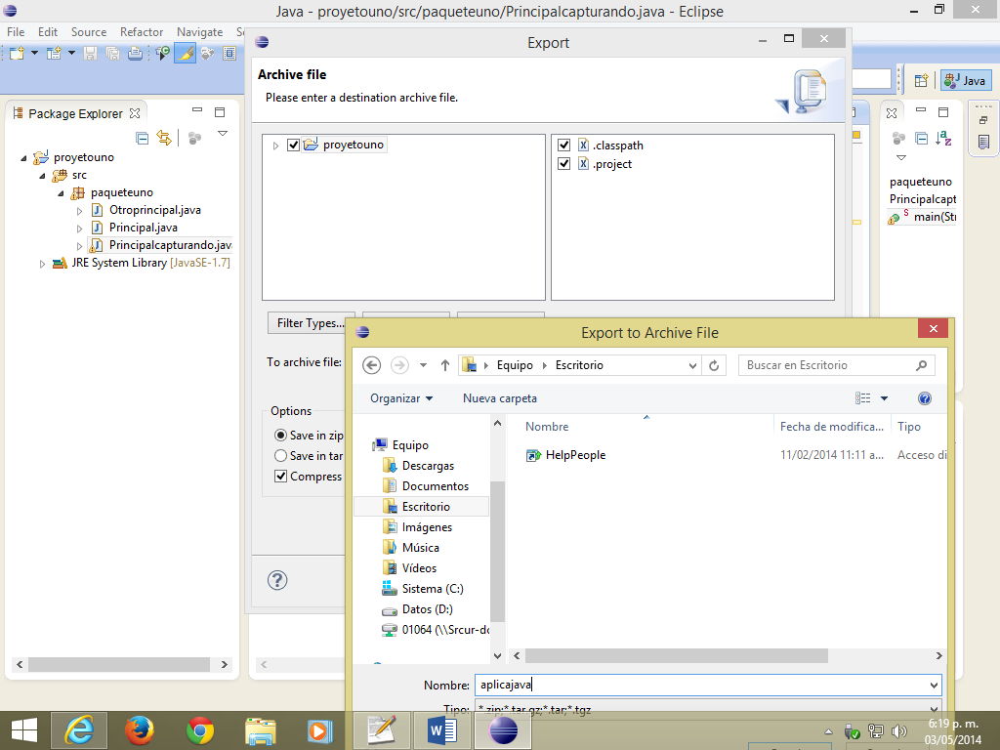 Java - proyetouno/src/paqueteuno/Principalcapturando.java - Eclipse
File Edit Source Refactor Navigate
Export
Archive file
Please enter a destination archive file.
Java
Package Explorer
proyetouno
src
paqueteuno
Otroprincipal.java
Principal.java
Principalcapturando.jav
JRE System Library [JavaSE-1.7]
proyetouno
.classpath
.project
paqueteuno
Principalcapt
S main(Stri
Filter Types...
To archive file:
Options
Save in zip
Save in tar
Compress
Export to Archive File
Equipo Escritorio
Buscar en Escritorio
Organizar Nueva carpeta
Nombre Fecha de modifica... Tipo
HelpPeople 11/02/2014 11:11 a... Acceso di
Equipo
Descargas
Documentos
Escritorio
Imágenes
Música
Vídeos
Sistema (C:)
Datos (D:)
01064 (\\Srcur-do
Nombre: aplicajava
Tipo: *.zip;*.tar.gz;*.tar;*.tgz
6:19 p. m.
03/05/2014